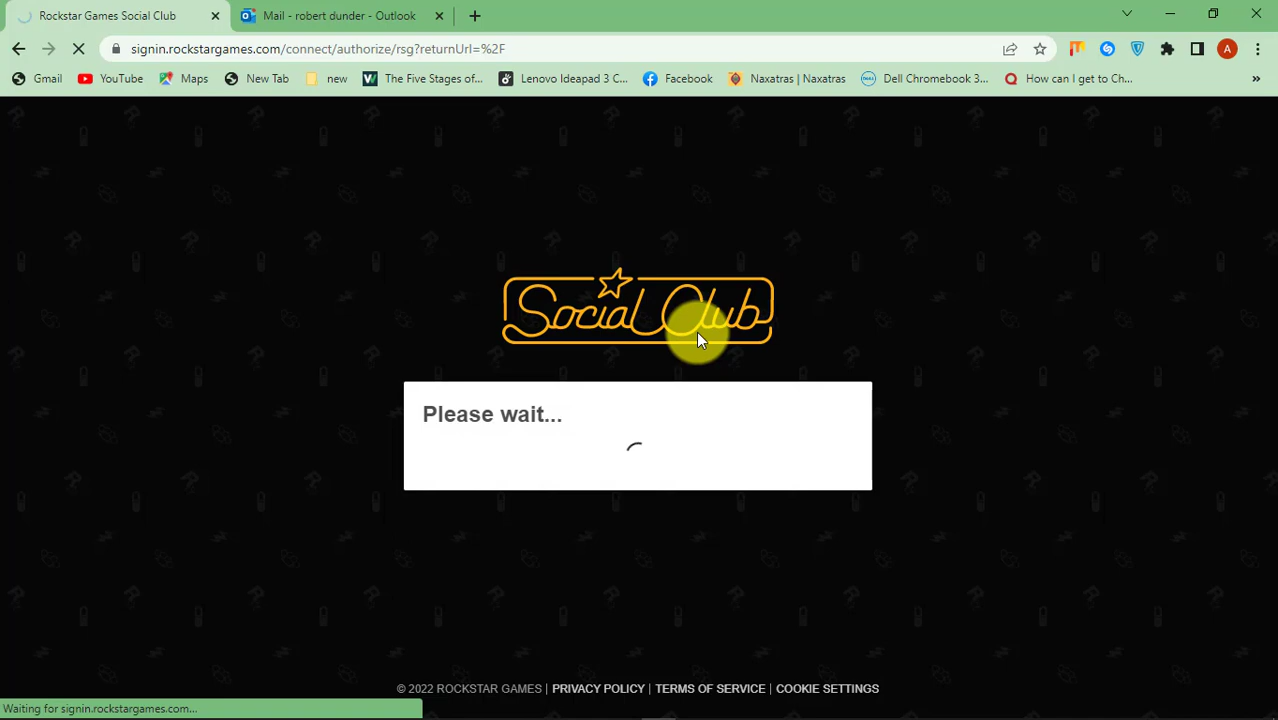 Rockstar Games Social Club
Mail - robert dunder - Outlook
signin.rockstargames.com/connect/authorize/rsg?returnUrl=%2F
A
Gmail
YouTube
Maps
New Tab
new
The Five Stages of...
Lenovo Ideapad 3 C...
Facebook
Naxatras | Naxatras
Dell Chromebook 3...
How can I get to Ch...
»
Social Club
Please wait...
© 2022 ROCKSTAR GAMES | PRIVACY POLICY | TERMS OF SERVICE | COOKIE SETTINGS
Waiting for signin.rockstargames.com...